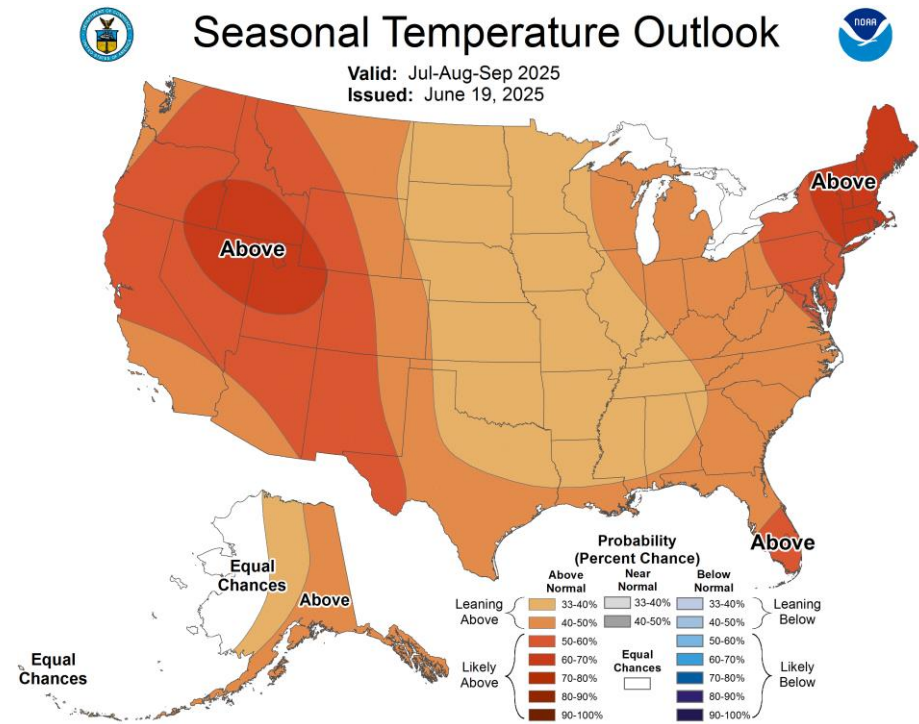 Seasonal Temperature Outlook
NOAA
Valid: Jul-Aug-Sep 2025
Issued: June 19, 2025
Above
Above
Above
Equal
Chances
Above
Equal
Chances
Probability
(Percent Chance)
Above
Normal
Near
Normal
Below
Normal
Leaning
Above
33-40%
40-50%
50-60%
60-70%
70-80%
80-90%
90-100%
Likely
Above
33-40%
40-50%
Equal
Chances
33-40%
40-50%
50-60%
60-70%
70-80%
80-90%
90-100%
Leaning
Below
Likely
Below